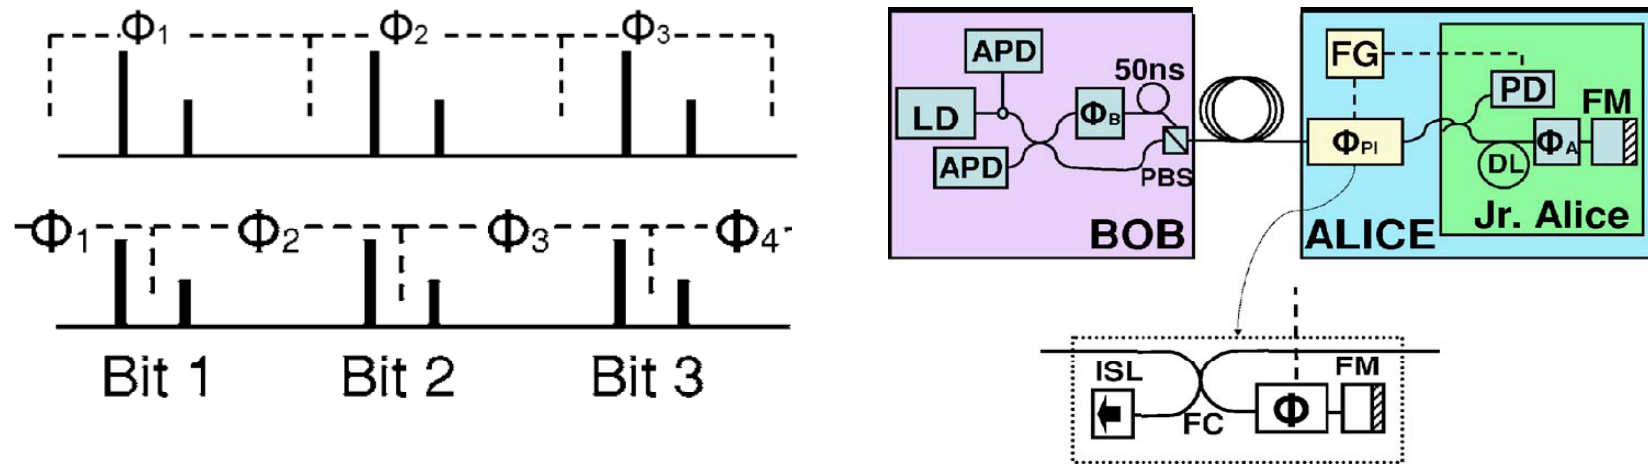 Φ1 Φ2 Φ3
Φ1 Φ2 Φ3 Φ4
Bit 1 Bit 2 Bit 3
APD
50ns
LD
ΦB
APD
PBS
BOB
FG
PD
FM
ΦPI
ΦA
DL
Jr. Alice
ALICE
ISL
FC
Φ
FM